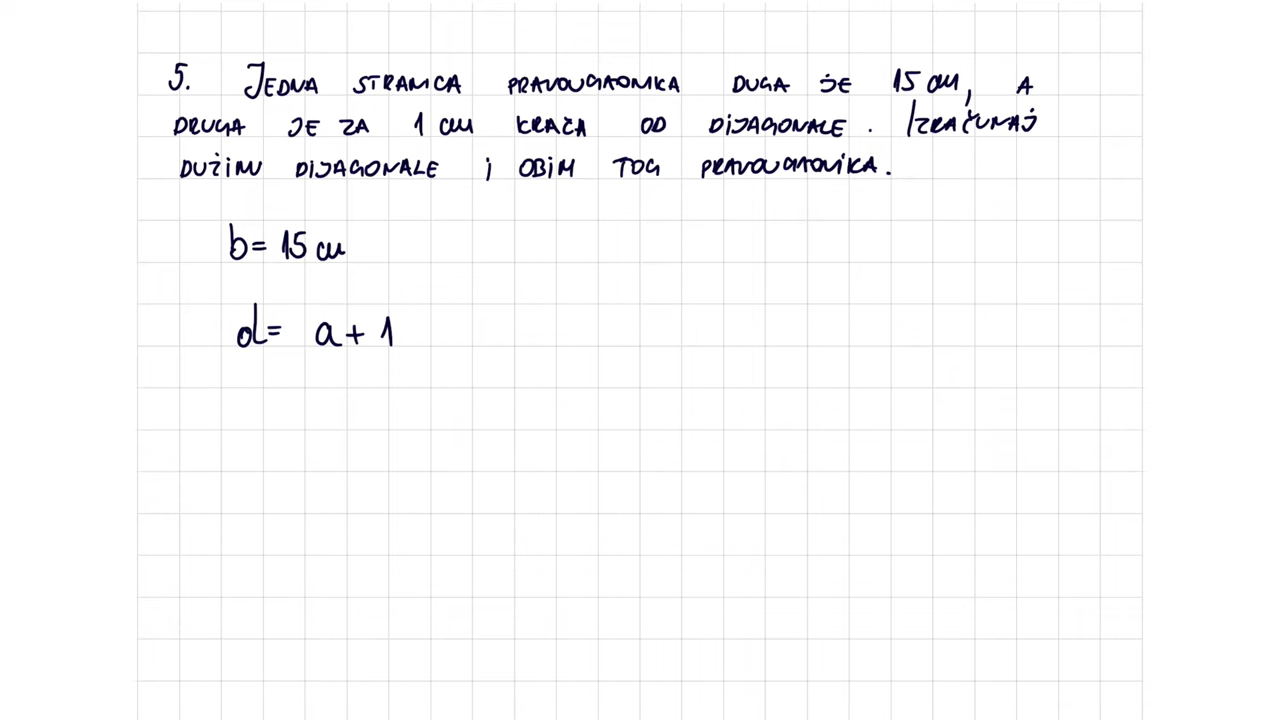 5. JEDNA STRANICA PRAVOUGAONIKA DUGA JE 15 cm, A
DRUGA JE ZA 1 cm KRAĆA OD DIJAGONALE. IZRAČUNAJ
DUŽINU DIJAGONALE I OBIM TOG PRAVOUGAONIKA.
b = 15 cm
d = a + 1